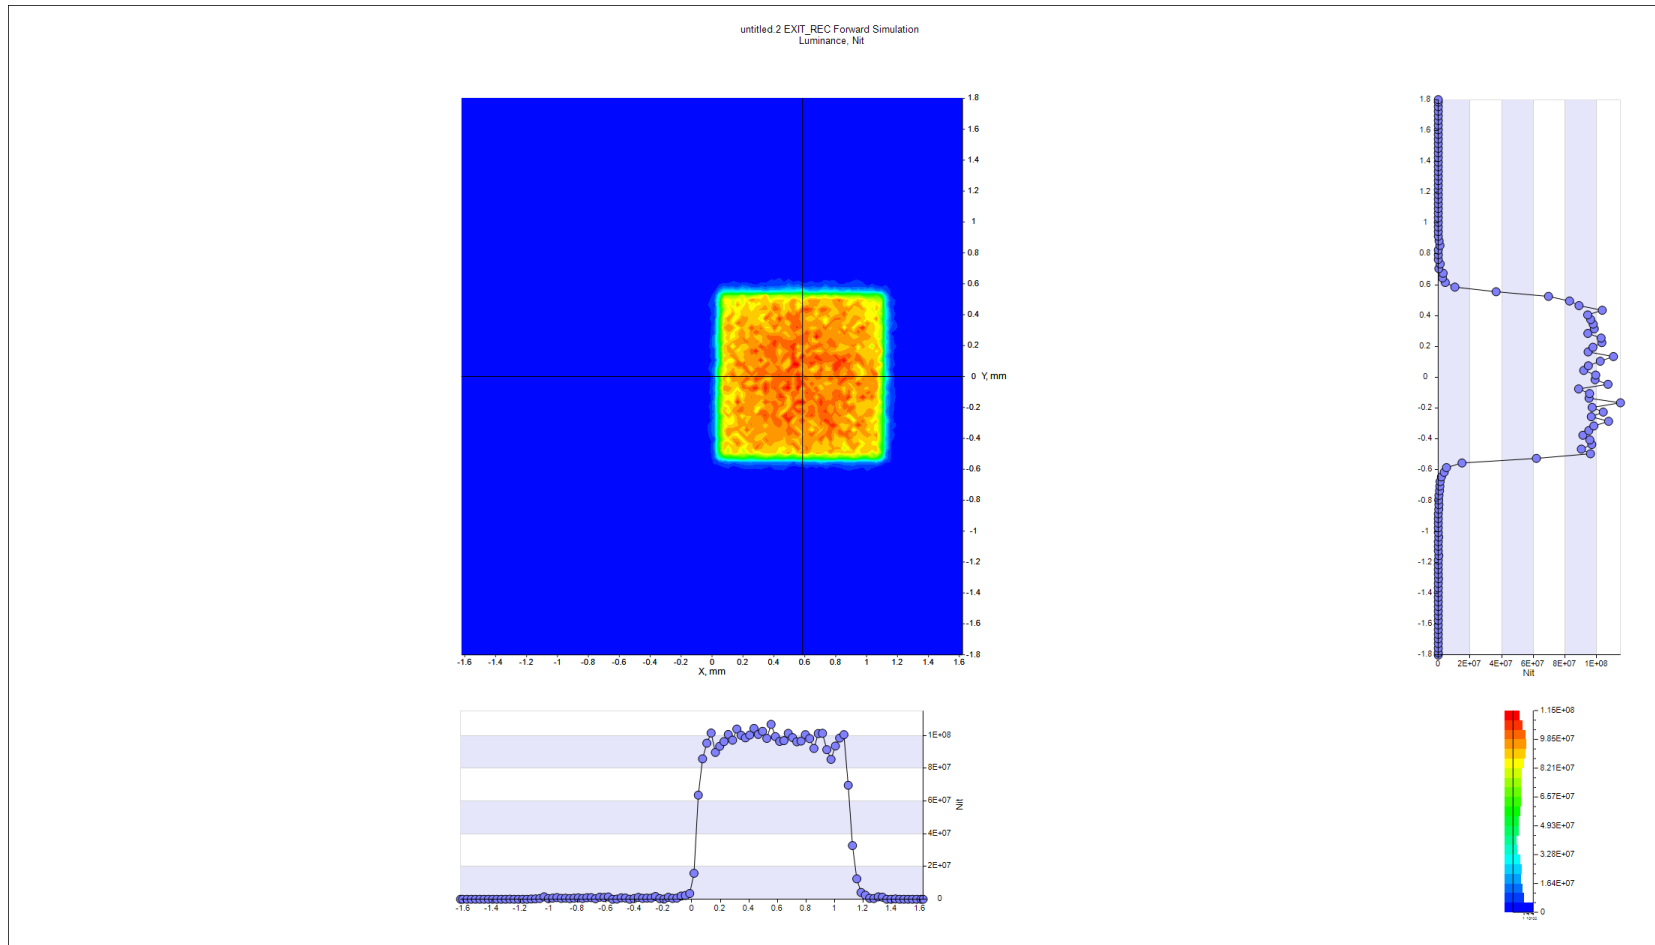 untitled.2 EXIT_REC Forward Simulation
Luminance, Nit
1.8
1.6
1.4
1.2
1
0.8
0.6
0.4
0.2
0 Y, mm
-0.2
-0.4
-0.6
-0.8
-1
-1.2
-1.4
-1.6
-1.8
-1.6 -1.4 -1.2 -1 -0.8 -0.6 -0.4 -0.2 0 0.2 0.4 0.6 0.8 1 1.2 1.4 1.6
X, mm
1.8
1.6
1.4
1.2
1
0.8
0.6
0.4
0.2
0
-0.2
-0.4
-0.6
-0.8
-1
-1.2
-1.4
-1.6
-1.8
0 2E+07 4E+07 6E+07 8E+07 1E+08
Nit
1E+08
8E+07
6E+07
4E+07
2E+07
0
Nit
-1.6 -1.4 -1.2 -1 -0.8 -0.6 -0.4 -0.2 0 0.2 0.4 0.6 0.8 1 1.2 1.4 1.6
1.15E+08
9.85E+07
8.21E+07
6.67E+07
4.93E+07
3.28E+07
1.64E+07
0